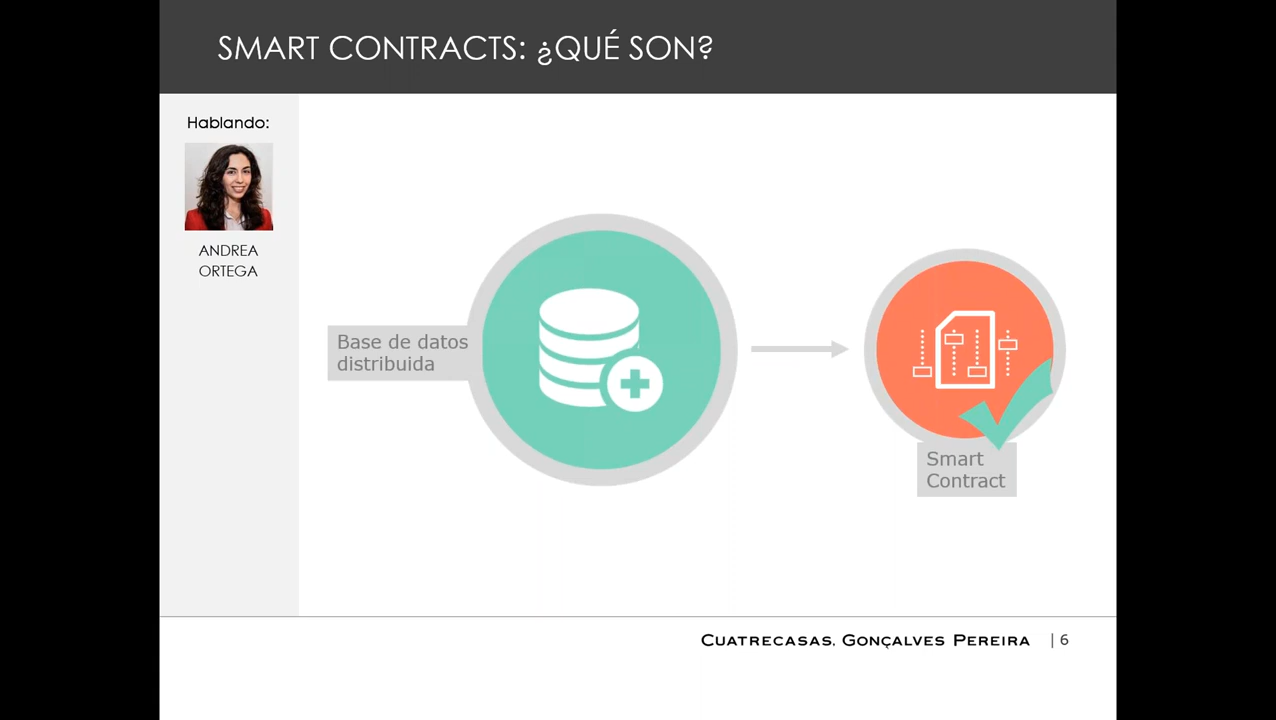 SMART CONTRACTS: ¿QUÉ SON?
Hablando:
ANDREA
ORTEGA
Base de datos
distribuida
Smart
Contract
CUATRECASAS. GONÇALVES PEREIRA | 6